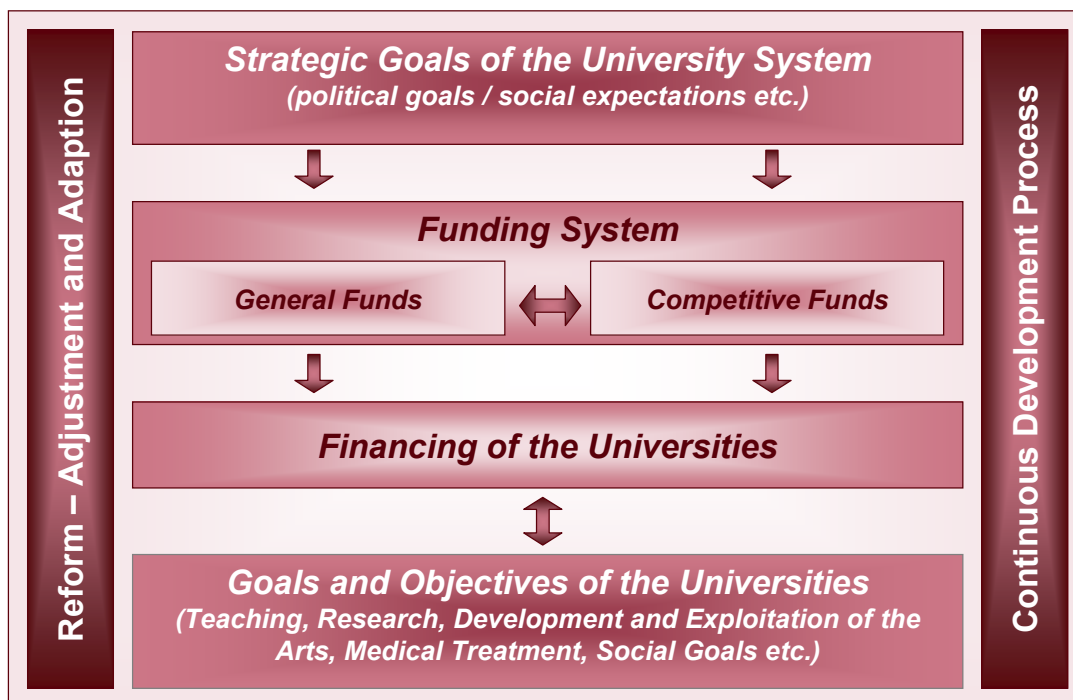 Reform – Adjustment and Adaption
Strategic Goals of the University System
(political goals / social expectations etc.)
Funding System
General Funds
Competitive Funds
Financing of the Universities
Goals and Objectives of the Universities
(Teaching, Research, Development and Exploitation of the
Arts, Medical Treatment, Social Goals etc.)
Continuous Development Process